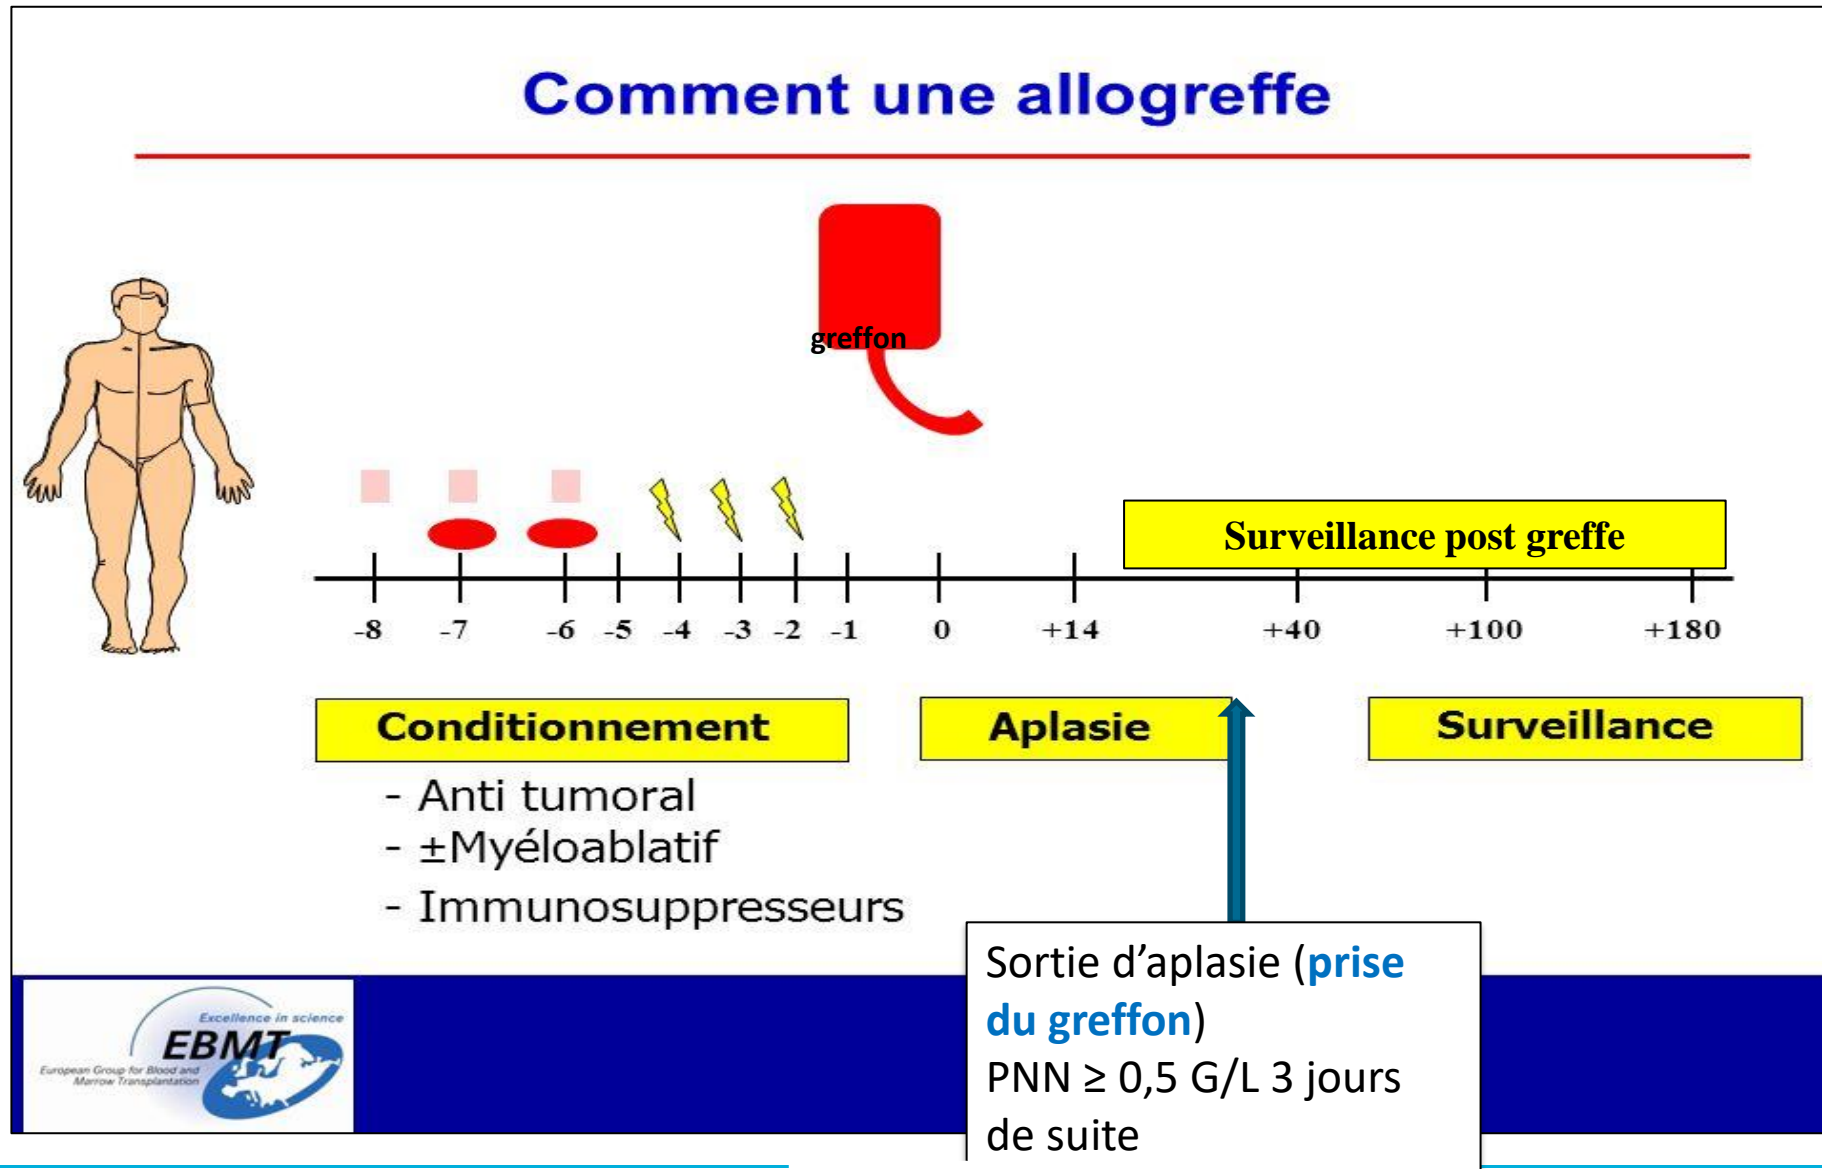 Comment une allogreffe
greffon
Surveillance post greffe
-8 -7 -6 -5 -4 -3 -2 -1 0 +14 +40 +100 +180
Conditionnement
Aplasie
Surveillance
- Anti tumoral
- ±Myéloablatif
- Immunosuppresseurs
Sortie d’aplasie (prise
du greffon)
PNN ≥ 0,5 G/L 3 jours
de suite
Excellence in science
EBMT
European Group for Blood and
Marrow Transplantation